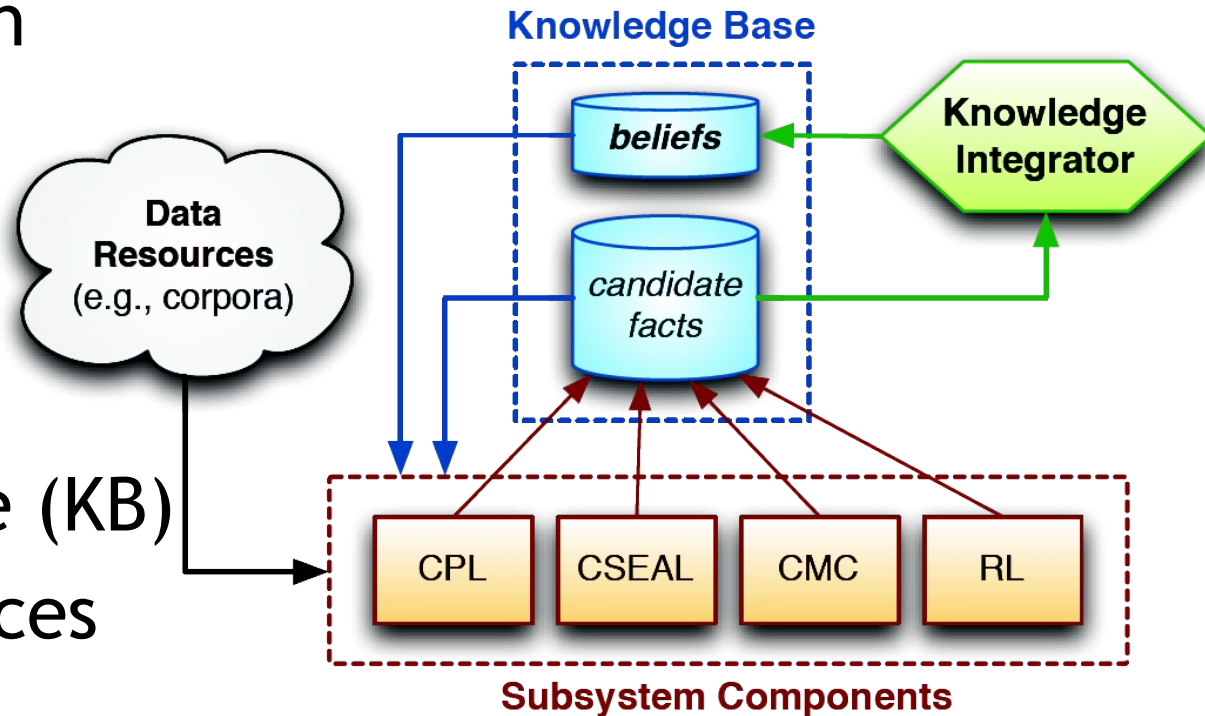 n
Knowledge Base
beliefs
Knowledge
Integrator
Data
Resources
(e.g., corpora)
candidate
facts
e (KB)
ces
CPL
CSEAL
CMC
RL
Subsystem Components